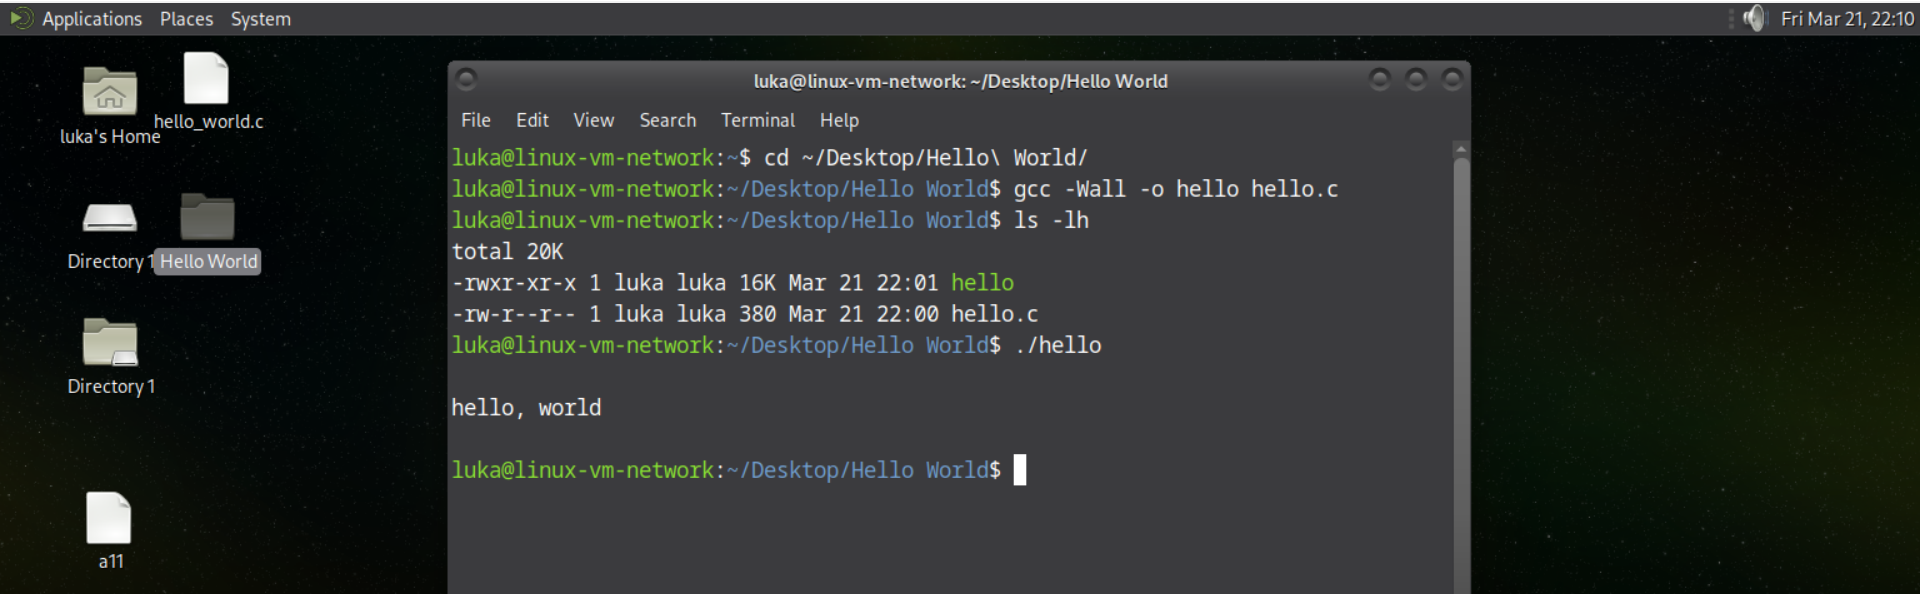 Applications Places System
Fri Mar 21, 22:10
luka's Home
hello_world.c
Directory 1
Hello World
Directory 1
a11
luka@linux-vm-network: ~/Desktop/Hello World
File Edit View Search Terminal Help
luka@linux-vm-network:~$ cd ~/Desktop/Hello\ World/
luka@linux-vm-network:~/Desktop/Hello World$ gcc -Wall -o hello hello.c
luka@linux-vm-network:~/Desktop/Hello World$ ls -lh
total 20K
-rwxr-xr-x 1 luka luka 16K Mar 21 22:01 hello
-rw-r--r-- 1 luka luka 380 Mar 21 22:00 hello.c
luka@linux-vm-network:~/Desktop/Hello World$ ./hello
hello, world
luka@linux-vm-network:~/Desktop/Hello World$